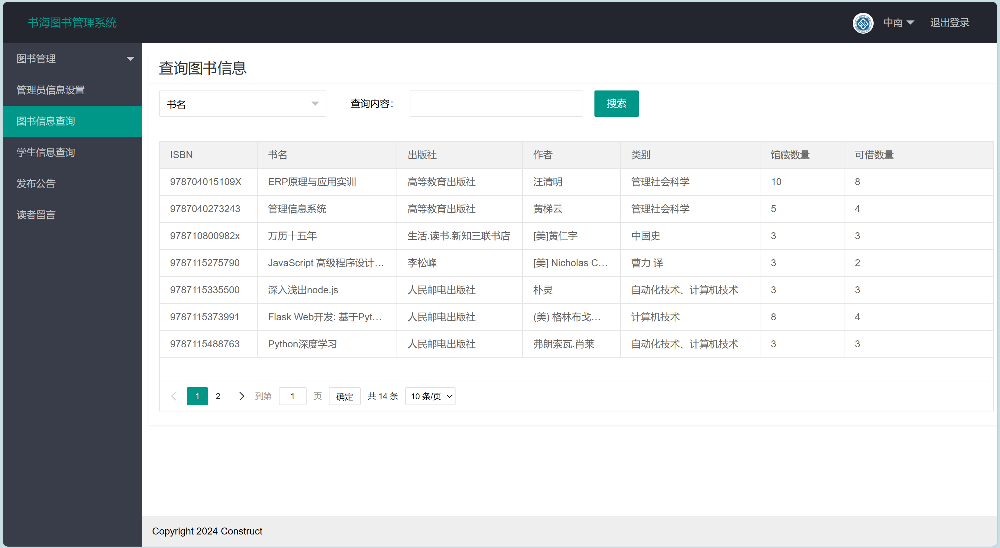 书海图书管理系统
中南
退出登录
图书管理
管理员信息设置
图书信息查询
学生信息查询
发布公告
读者留言
查询图书信息
书名 查询内容： 搜索
ISBN 书名 出版社 作者 类别 馆藏数量 可借数量
978704015109X ERP原理与应用实训 高等教育出版社 汪清明 管理社会科学 10 8
9787040273243 管理信息系统 高等教育出版社 黄梯云 管理社会科学 5 4
978710800982x 万历十五年 生活.读书.新知三联书店 [美]黄仁宇 中国史 3 3
9787115275790 JavaScript 高级程序设计… 李松峰 [美] Nicholas C… 曹力 译 3 2
9787115335500 深入浅出node.js 人民邮电出版社 朴灵 自动化技术、计算机技术 3 3
9787115373991 Flask Web开发: 基于Pyt… 人民邮电出版社 (美) 格林布戈… 计算机技术 8 4
9787115488763 Python深度学习 人民邮电出版社 弗朗索瓦.肖莱 自动化技术、计算机技术 3 3
1 2 到第 1 页 确定 共 14 条 10 条/页
Copyright 2024 Construct